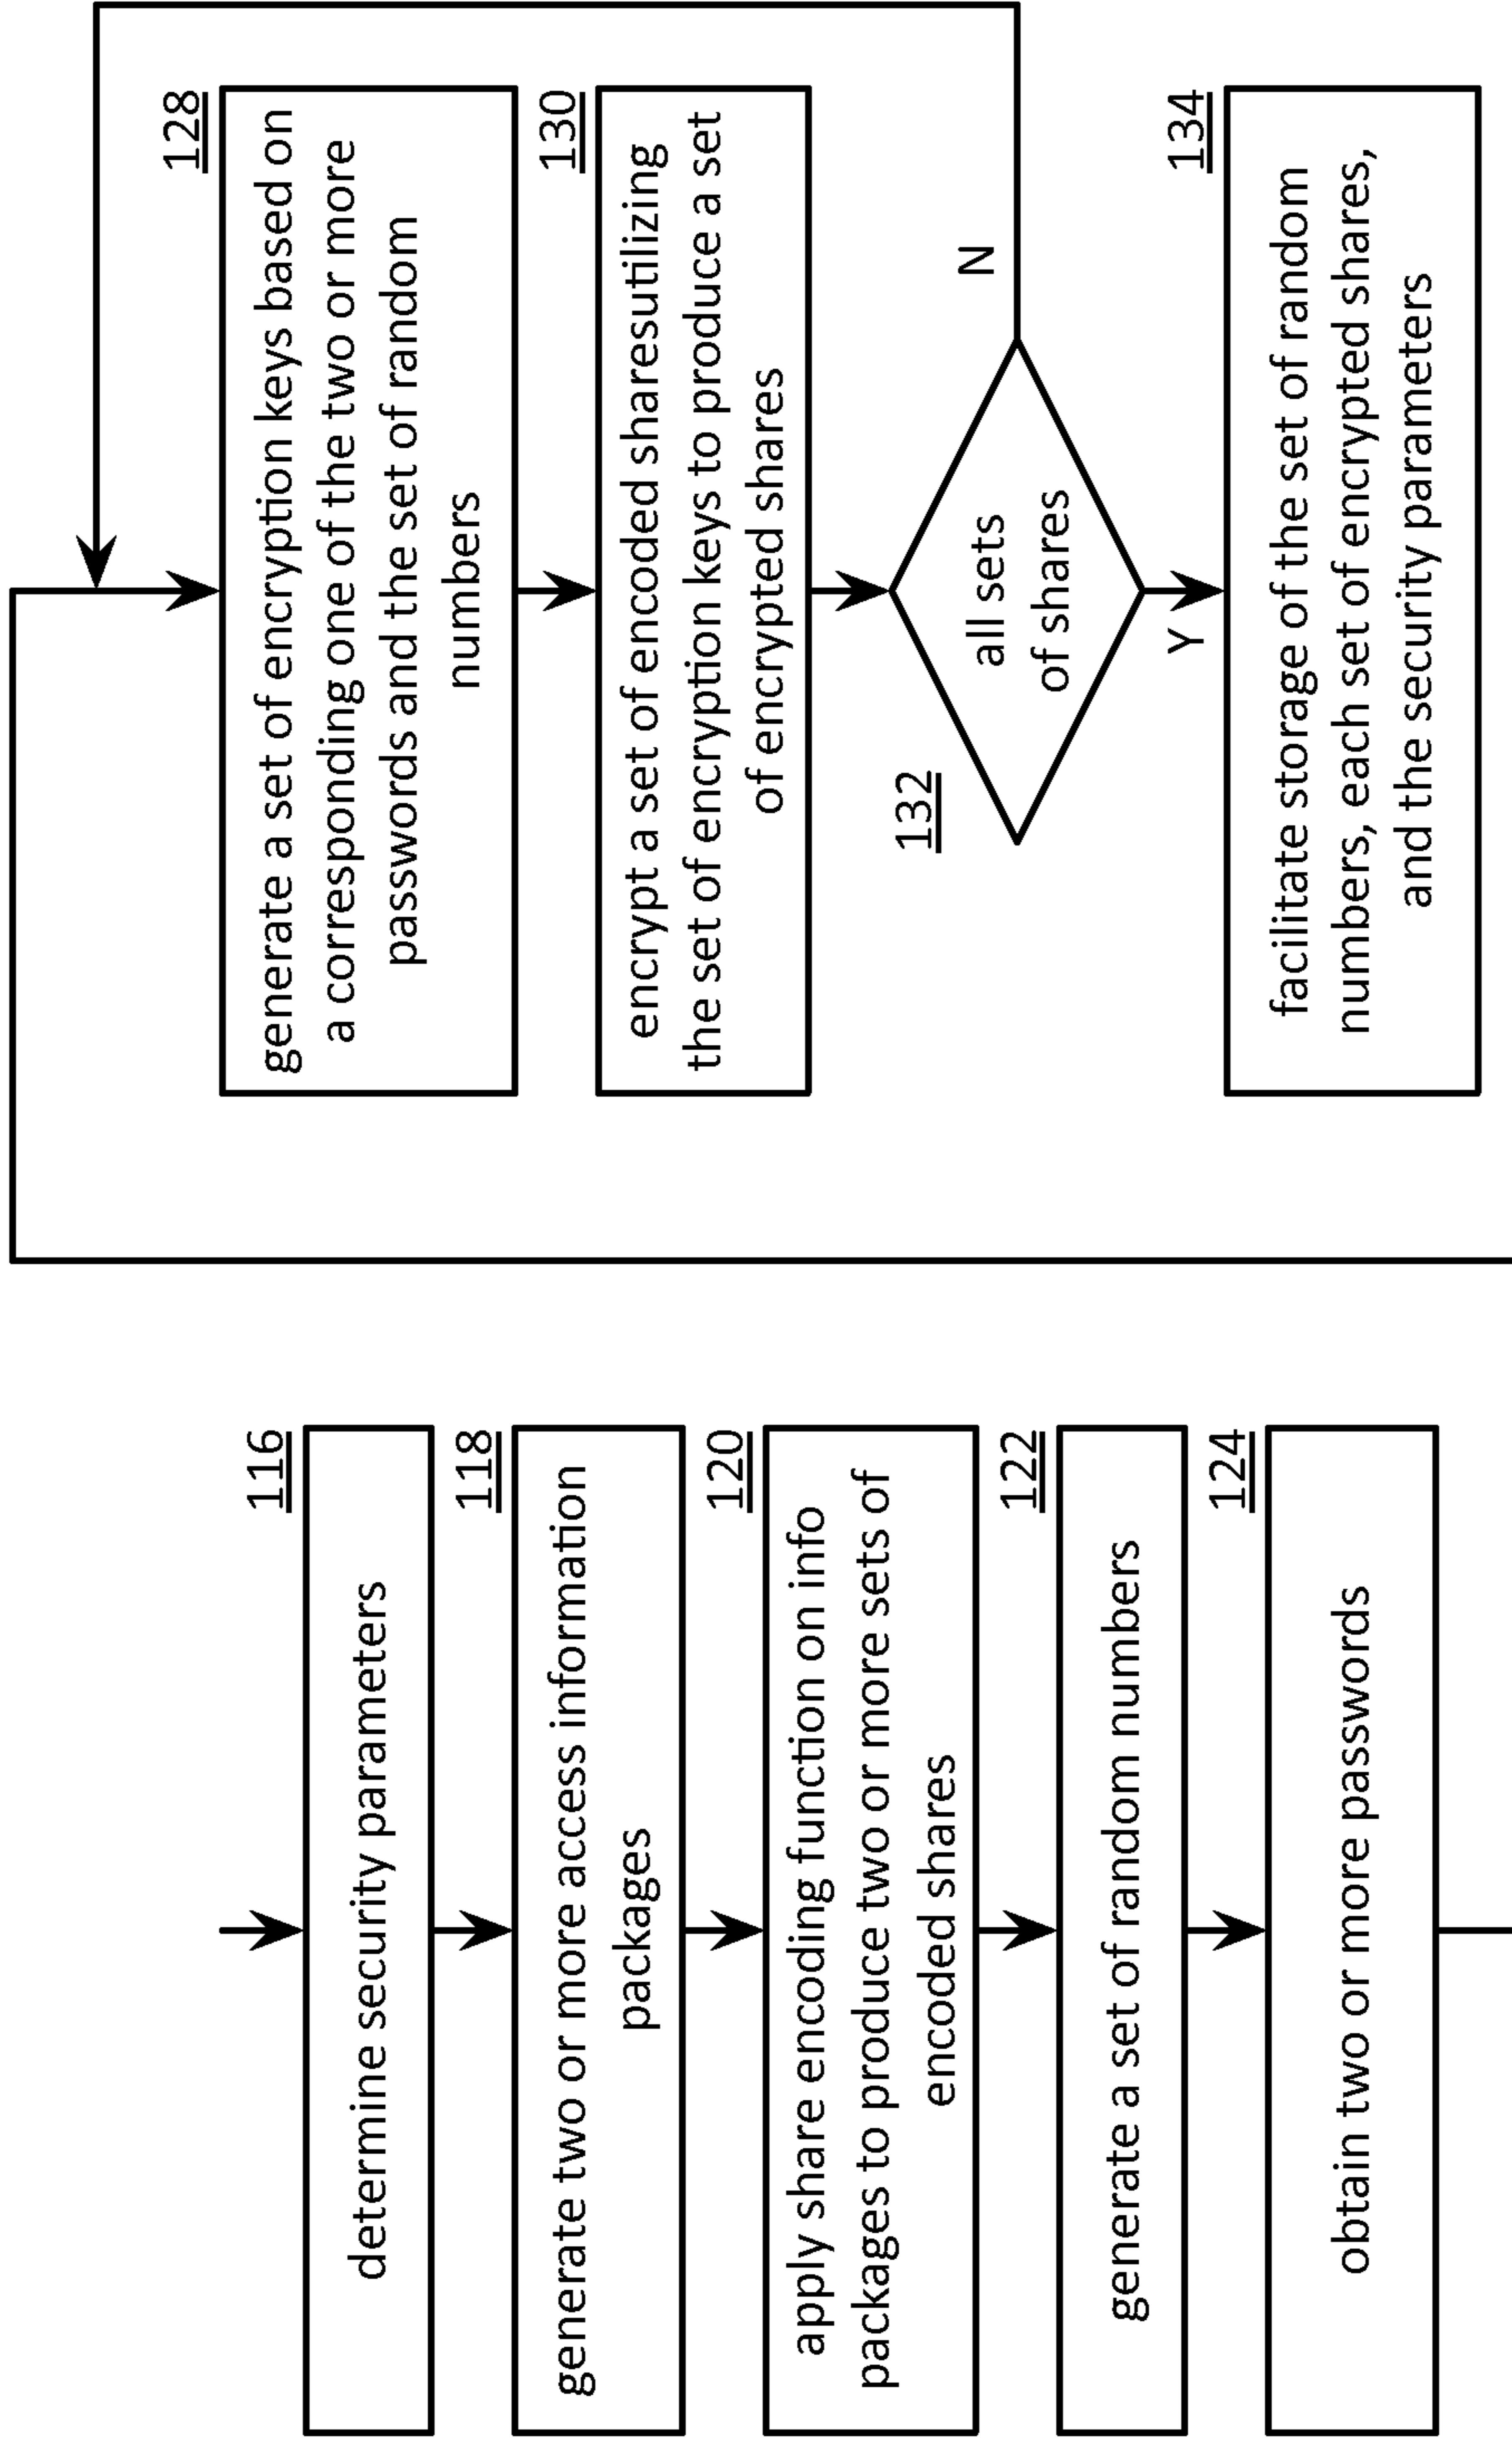 116
determine security parameters
118
generate two or more access information
packages
120
apply share encoding function on info
packages to produce two or more sets of
encoded shares
122
generate a set of random numbers
124
obtain two or more passwords
128
generate a set of encryption keys based on
a corresponding one of the two or more
passwords and the set of random
numbers
130
encrypt a set of encoded sharesutilizing
the set of encryption keys to produce a set
of encrypted shares
132
all sets
of shares
N
Y
134
facilitate storage of the set of random
numbers, each set of encrypted shares,
and the security parameters